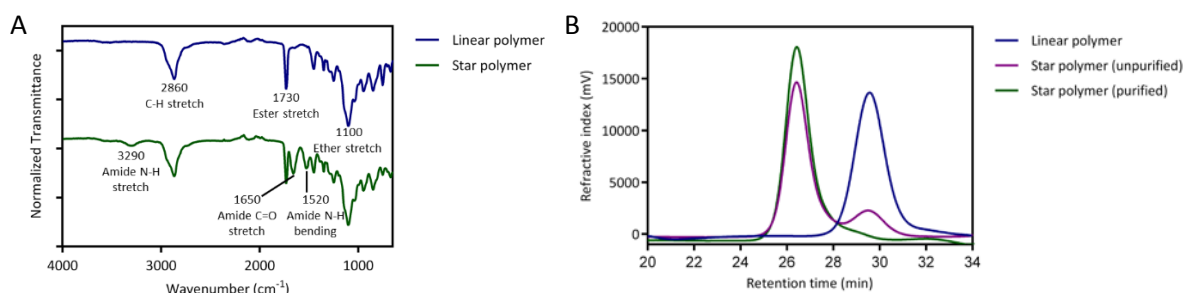 A
Normalized Transmittance
2860
C-H stretch
1730
Ester stretch
1100
Ether stretch
3290
Amide N-H
stretch
1650
Amide C=O
stretch
1520
Amide N-H
bending
4000 3000 2000 1000
Wavenumber (cm-1)
Linear polymer
Star polymer
B
Refractive index (mV)
20000
15000
10000
5000
0
20 22 24 26 28 30 32 34
Retention time (min)
Linear polymer
Star polymer (unpurified)
Star polymer (purified)